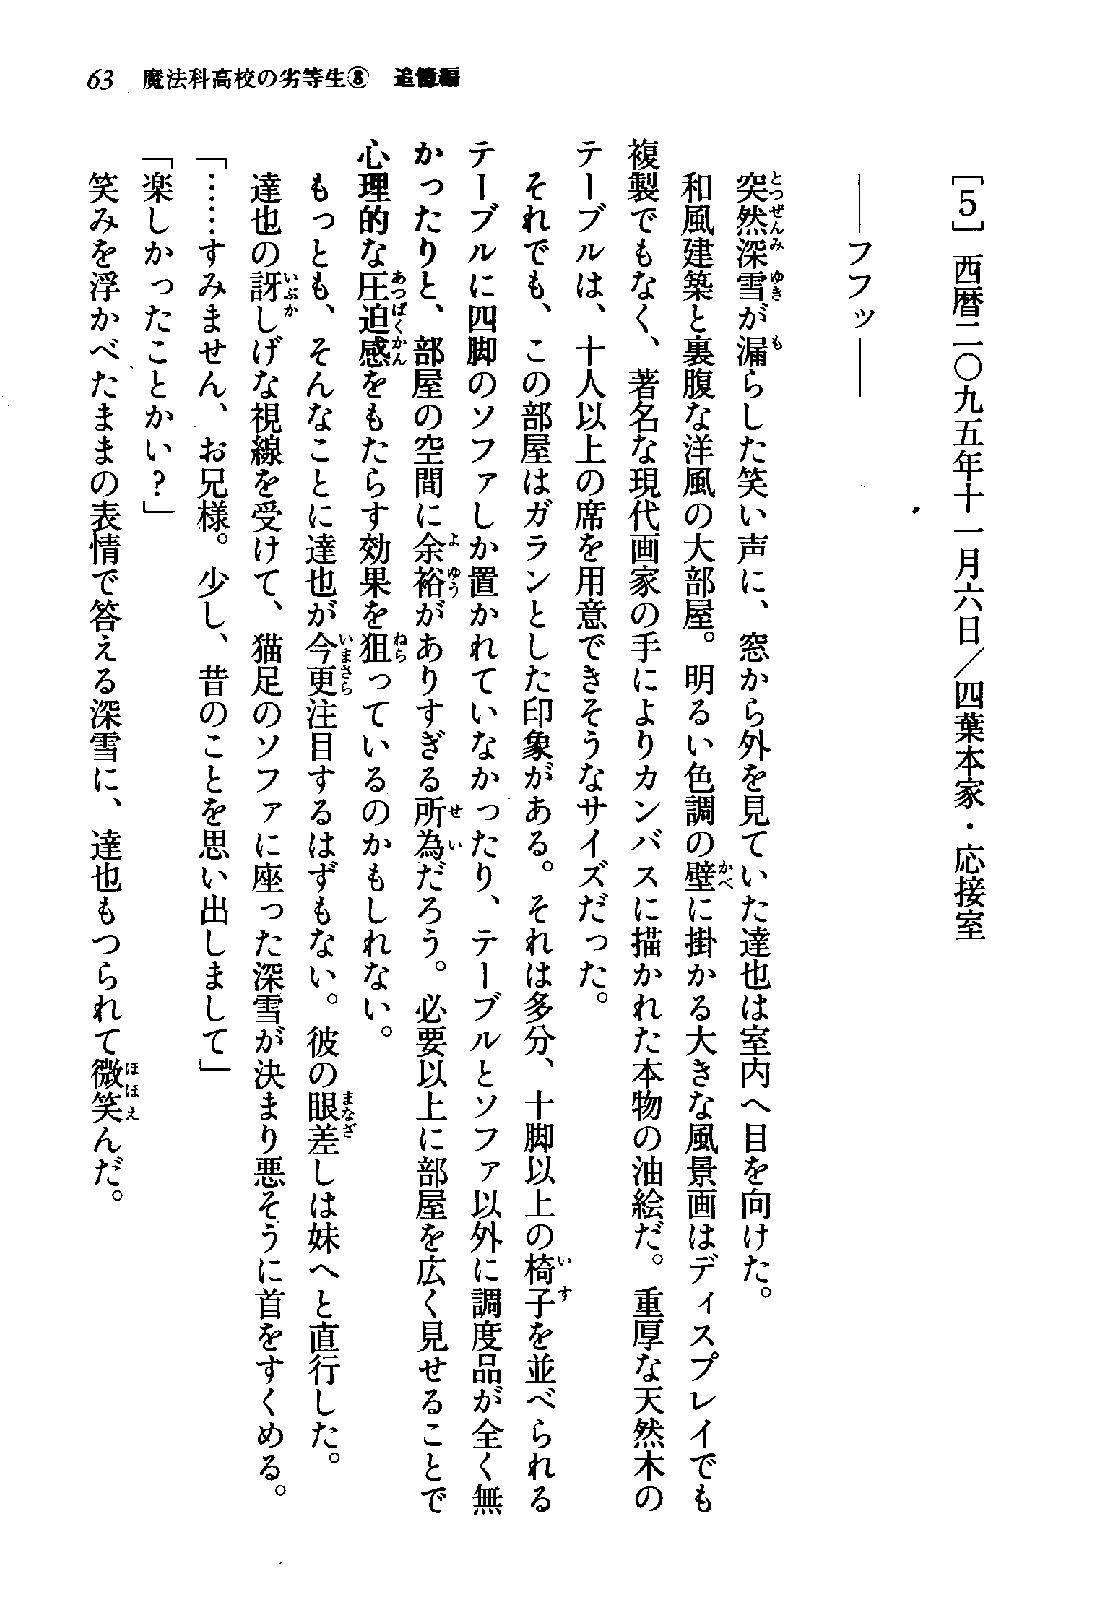 63 魔法科高校の劣等生⑧ 追憶編
［5］西暦二〇九五年十一月六日／四葉本家・応接室
――フフッ――
突然深雪が漏らした笑い声に、窓から外を見ていた達也は室内へ目を向けた。
和風建築と裏腹な洋風の大部屋。明るい色調の壁に掛かる大きな風景画はディスプレイでも
複製でもなく、著名な現代画家の手によりカンバスに描かれた本物の油絵だ。重厚な天然木の
テーブルは、十人以上の席を用意できそうなサイズだった。
それでも、この部屋はガランとした印象がある。それは多分、十脚以上の椅子を並べられる
テーブルに四脚のソファしか置かれていなかったり、テーブルとソファ以外に調度品が全く無
かったりと、部屋の空間に余裕がありすぎる所為だろう。必要以上に部屋を広く見せることで
心理的な圧迫感をもたらす効果を狙っているのかもしれない。
もっとも、そんなことに達也が今更注目するはずもない。彼の眼差しは妹へと直行した。
達也の訝しげな視線を受けて、猫足のソファに座った深雪が決まり悪そうに首をすくめる。
「……すみません、お兄様。少し、昔のことを思い出しまして」
「楽しかったことかい？」
笑みを浮かべたままの表情で答える深雪に、達也もつられて微笑んだ。